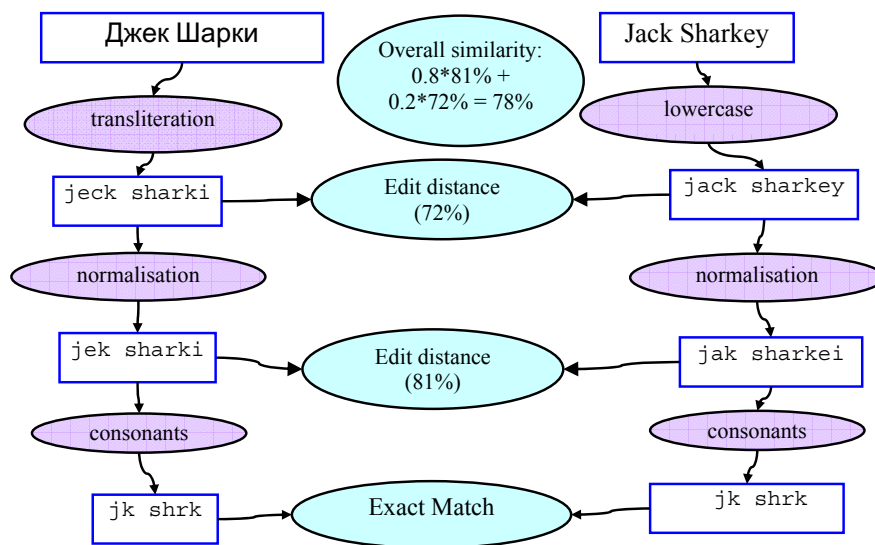 Джек Шарки
Overall similarity:
0.8*81% +
0.2*72% = 78%
Jack Sharkey
transliteration
lowercase
jeck sharki
Edit distance
(72%)
jack sharkey
normalisation
normalisation
jek sharki
Edit distance
(81%)
jak sharkei
consonants
consonants
jk shrk
Exact Match
jk shrk